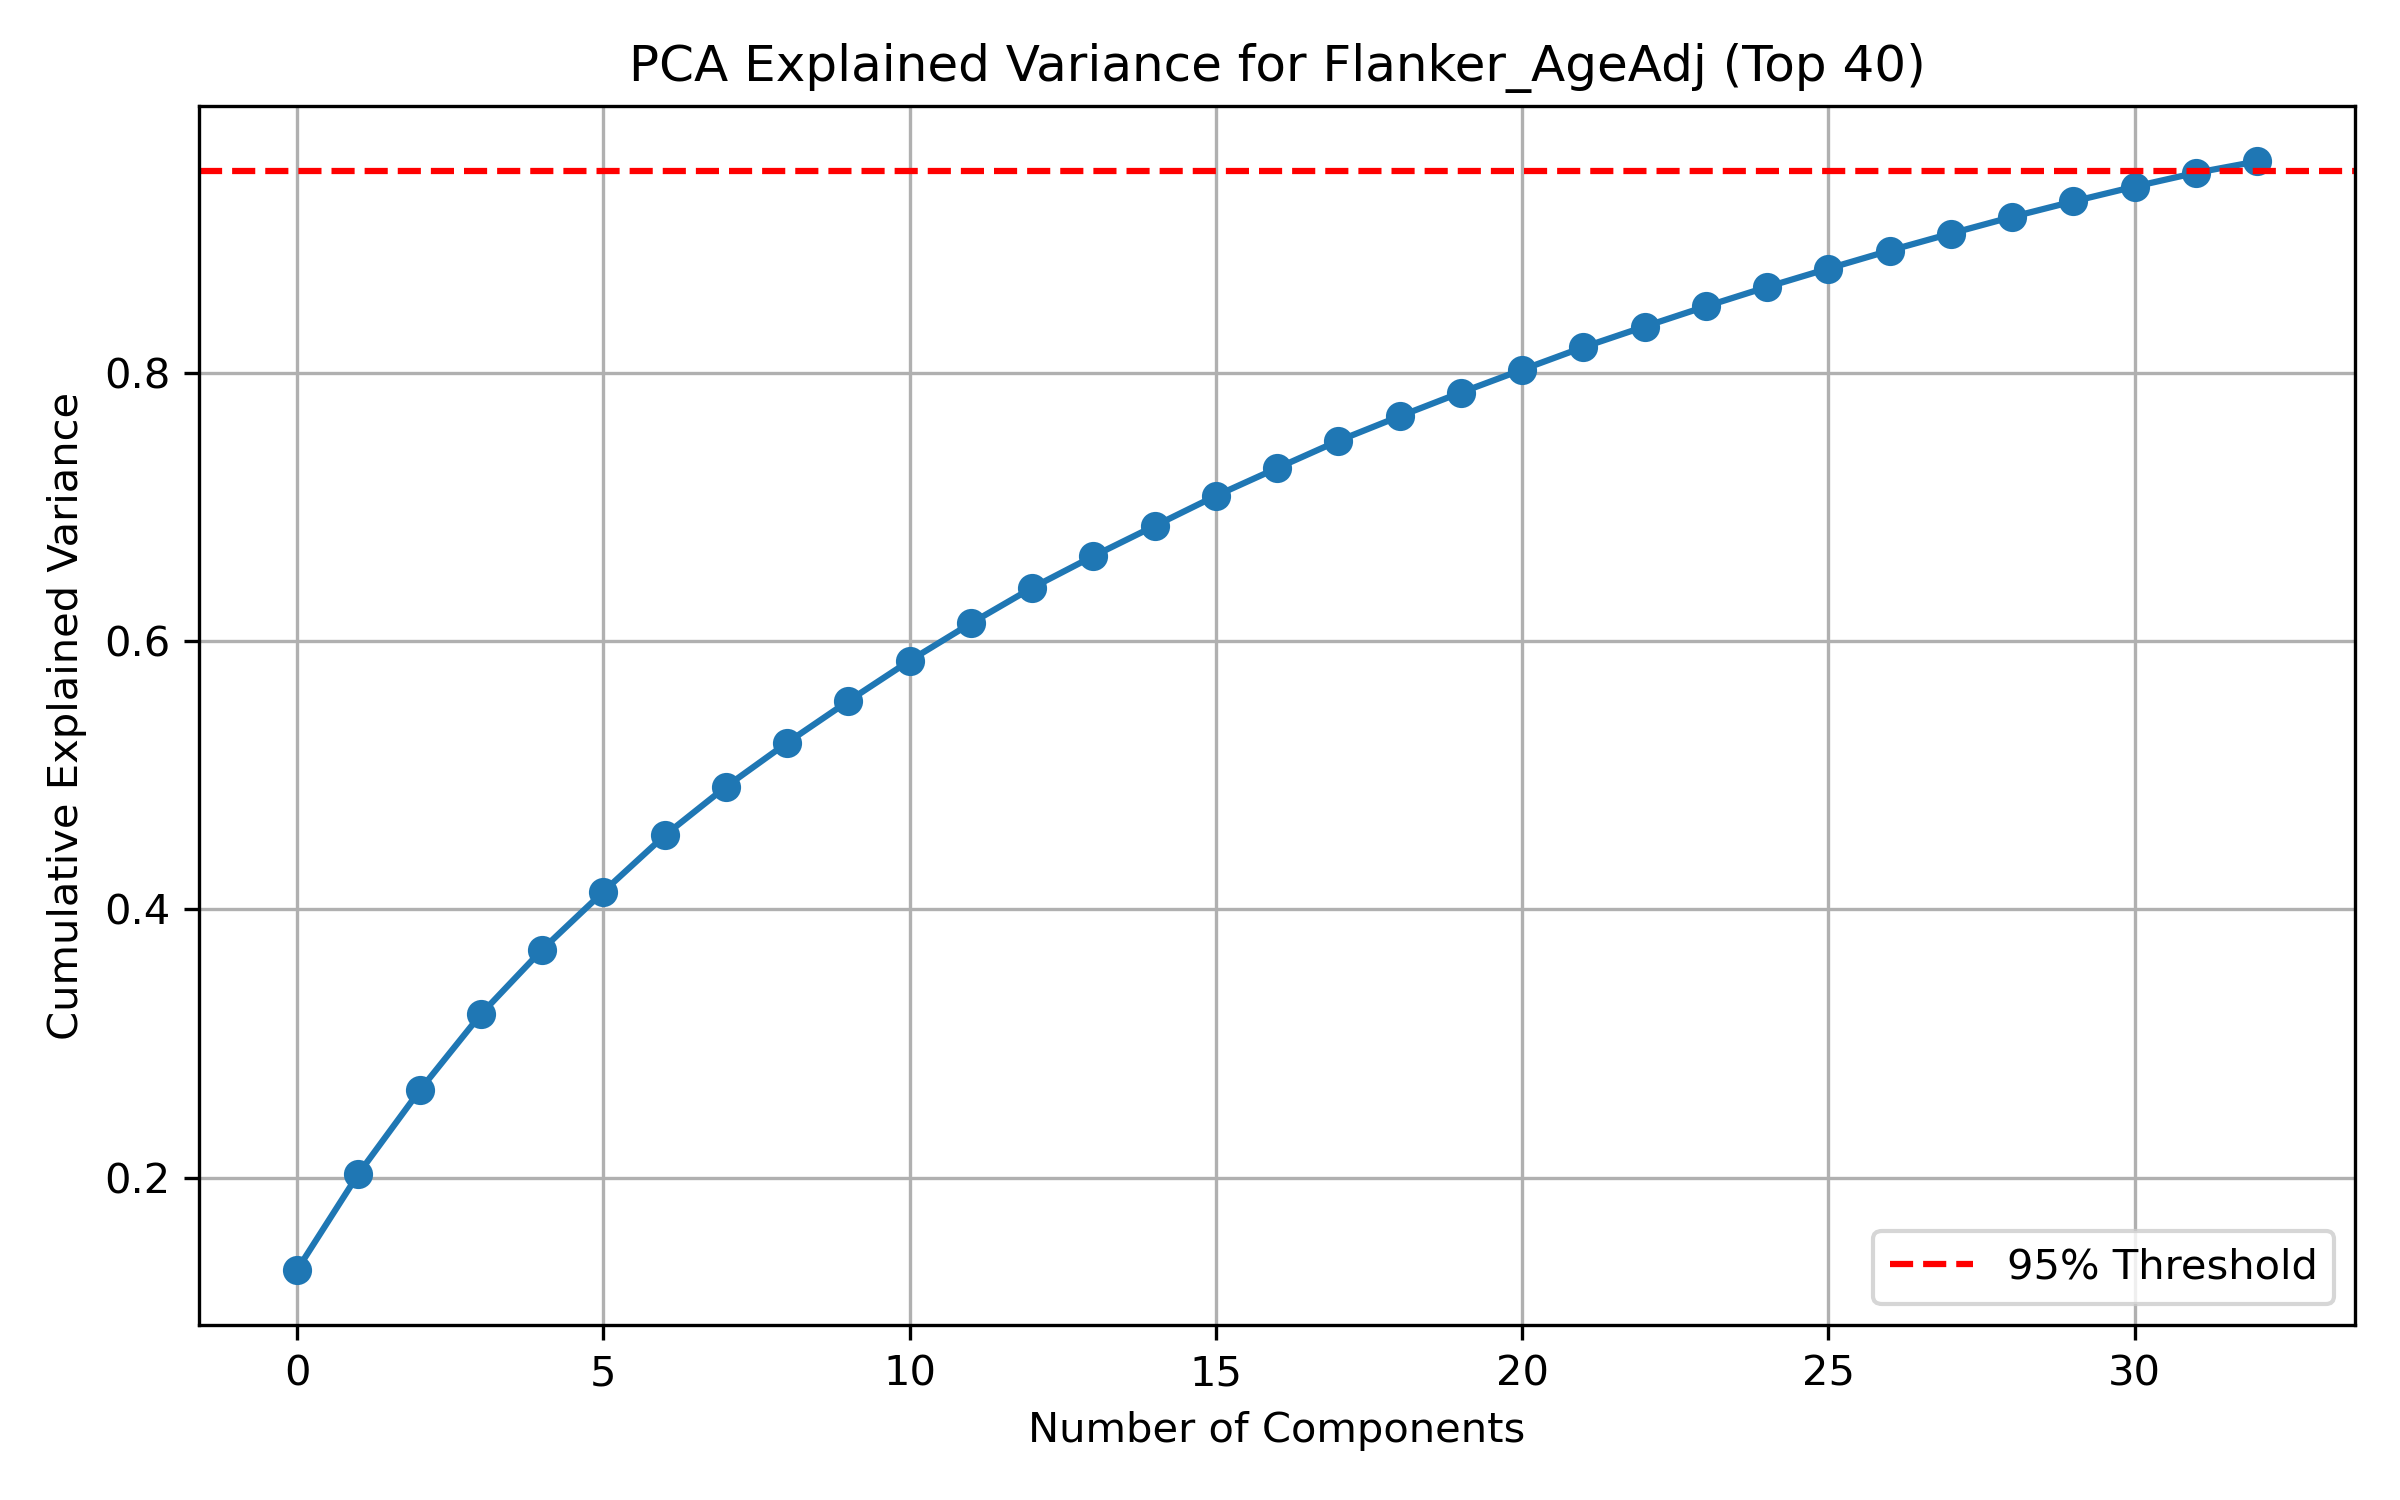 PCA Explained Variance for Flanker_AgeAdj (Top 40)
Cumulative Explained Variance
0.8
0.6
0.4
0.2
95% Threshold
0 5 10 15 20 25 30
Number of Components